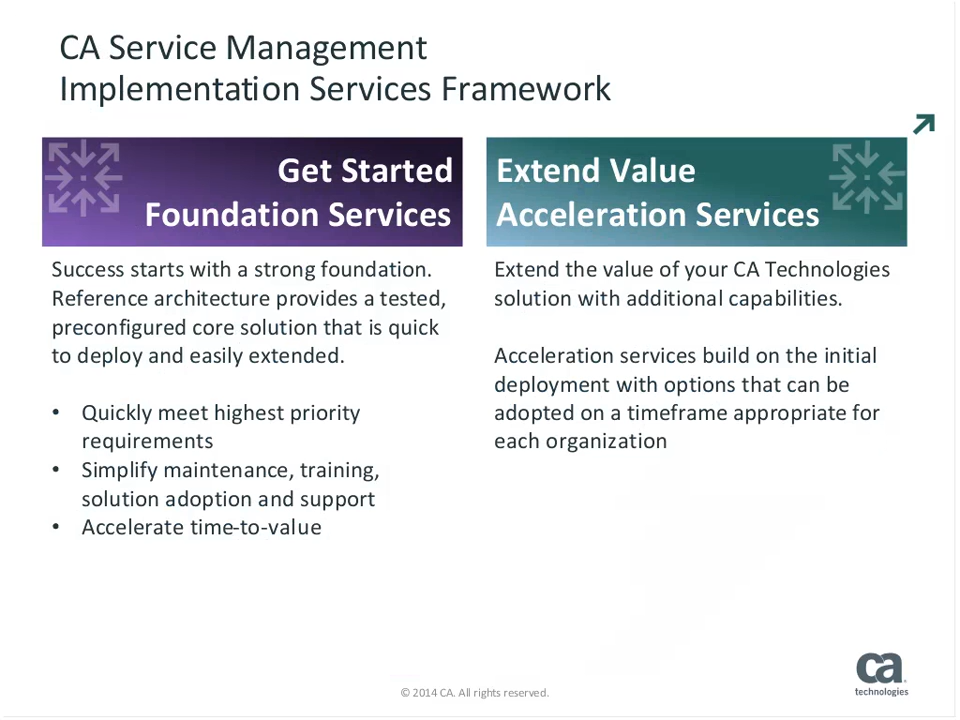 CA Service Management
Implementation Services Framework
Get Started
Foundation Services
Success starts with a strong foundation.
Reference architecture provides a tested,
preconfigured core solution that is quick
to deploy and easily extended.
• Quickly meet highest priority
requirements
• Simplify maintenance, training,
solution adoption and support
• Accelerate time-to-value
Extend Value
Acceleration Services
Extend the value of your CA Technologies
solution with additional capabilities.
Acceleration services build on the initial
deployment with options that can be
adopted on a timeframe appropriate for
each organization
© 2014 CA. All rights reserved.
ca
technologies